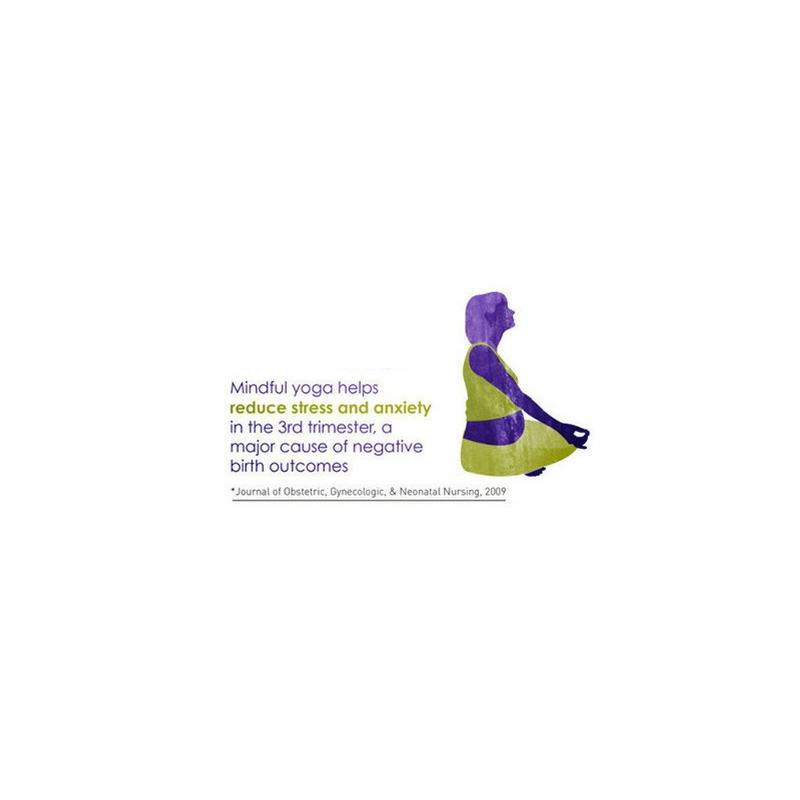 Mindful yoga helps
reduce stress and anxiety
in the 3rd trimester, a
major cause of negative
birth outcomes
*Journal of Obstetric, Gynecologic, & Neonatal Nursing, 2009